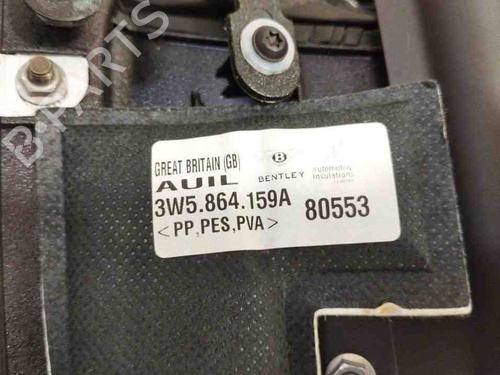 B-PARTS
GREAT BRITAIN (GB)
AUIL
B
BENTLEY
Automotive
Insulations
3W5.864.159A
80553
<PP,PES,PVA>